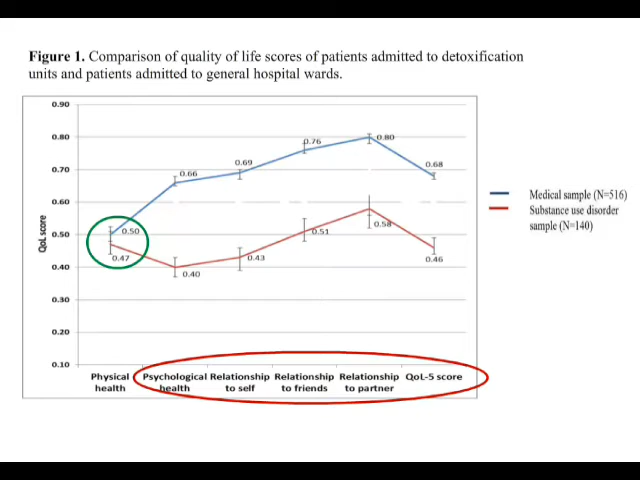 Figure 1. Comparison of quality of life scores of patients admitted to detoxification
units and patients admitted to general hospital wards.
0.90
0.80
0.70
0.60
0.50
0.40
0.30
0.20
0.10
QoL score
0.50
0.66
0.69
0.76
0.80
0.68
0.47
0.40
0.43
0.51
0.58
0.46
Medical sample (N=516)
Substance use disorder
sample (N=140)
Physical
health
Psychological
health
Relationship
to self
Relationship
to friends
Relationship
to partner
QoL-5 score